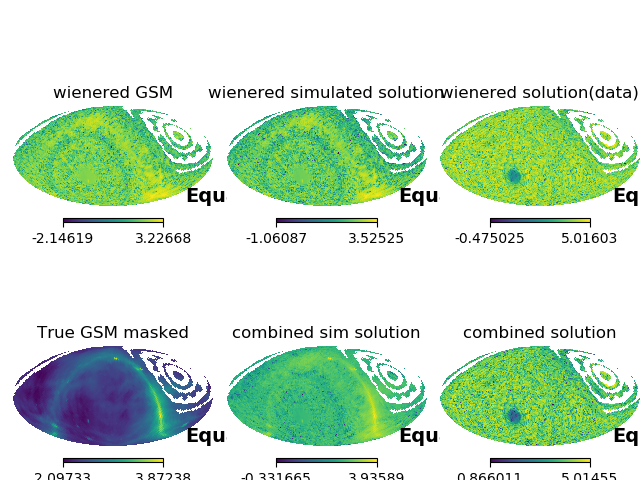 wienered GSM
wienered simulated solution
wienered solution(data)
Equ
Equ
Eq
-2.14619 3.22668
-1.06087 3.52525
-0.475025 5.01603
True GSM masked
combined sim solution
combined solution
Equ
Equ
Eq
2.09733 3.87238
-0.331665 3.93589
0.866011 5.01455